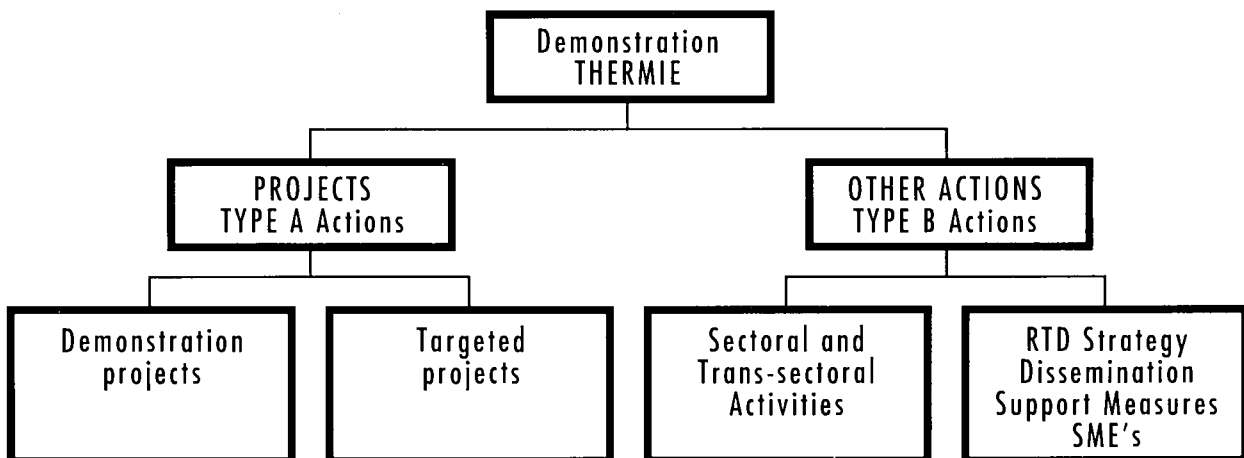 Demonstration
THERMIE
PROJECTS
TYPE A Actions
OTHER ACTIONS
TYPE B Actions
Demonstration
projects
Targeted
projects
Sectoral and
Trans-sectoral
Activities
RTD Strategy
Dissemination
Support Measures
SME's